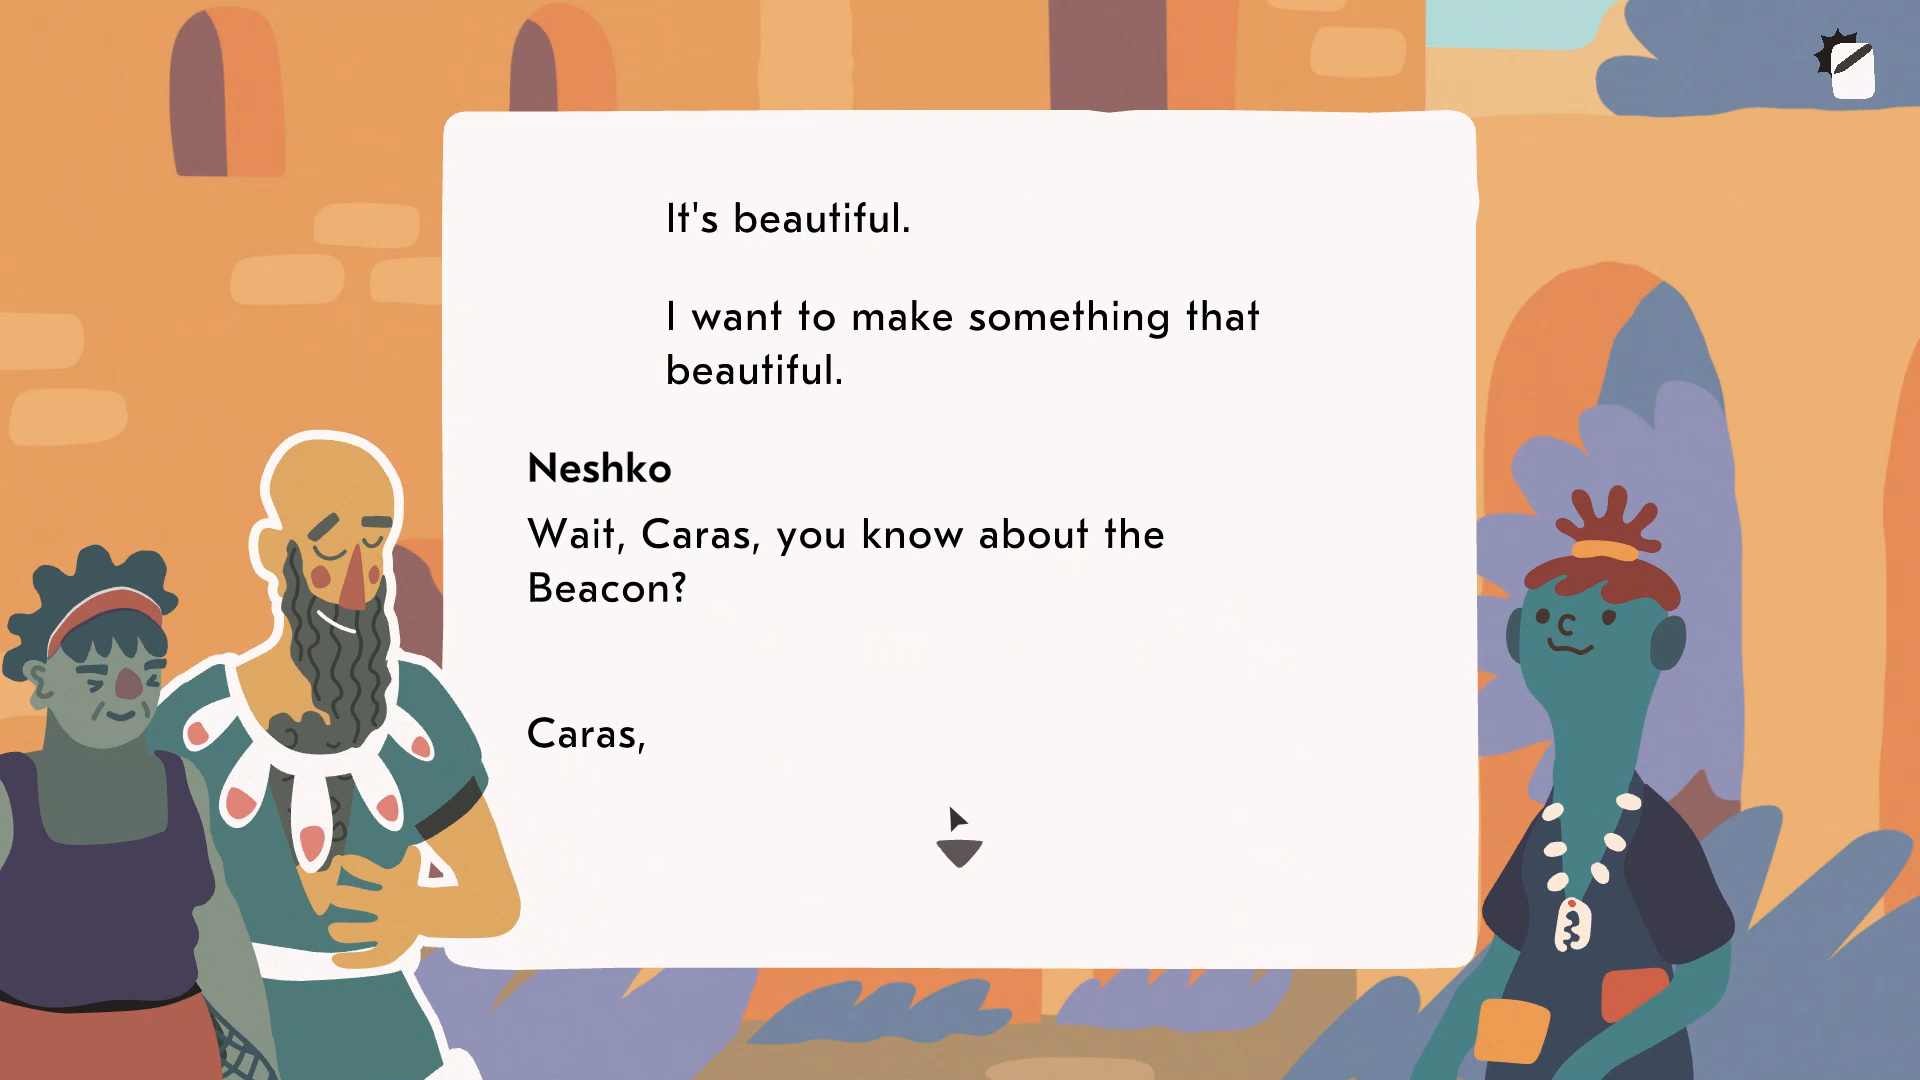 It's beautiful.
I want to make something that
beautiful.
Neshko
Wait, Caras, you know about the
Beacon?
Caras,